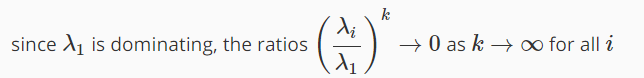 since λ₁ is dominating, the ratios (λᵢ/λ₁)ᵏ → 0 as k → ∞ for all i